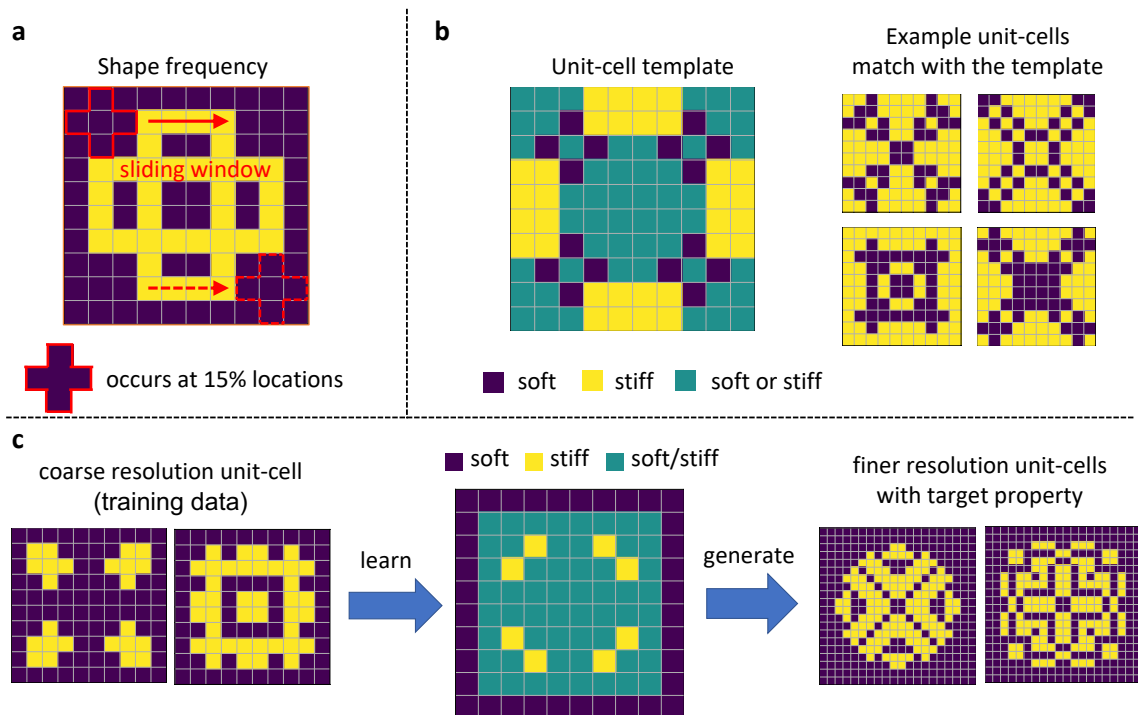 a
Shape frequency
sliding window
occurs at 15% locations
b
Unit-cell template
Example unit-cells
match with the template
soft
stiff
soft or stiff
c
coarse resolution unit-cell
(training data)
learn
soft
stiff
soft/stiff
generate
finer resolution unit-cells
with target property